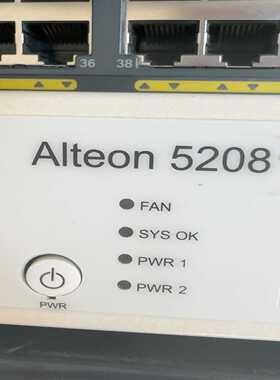 36 38
Alteon 5208
FAN
SYS OK
PWR 1
PWR 2
PWR